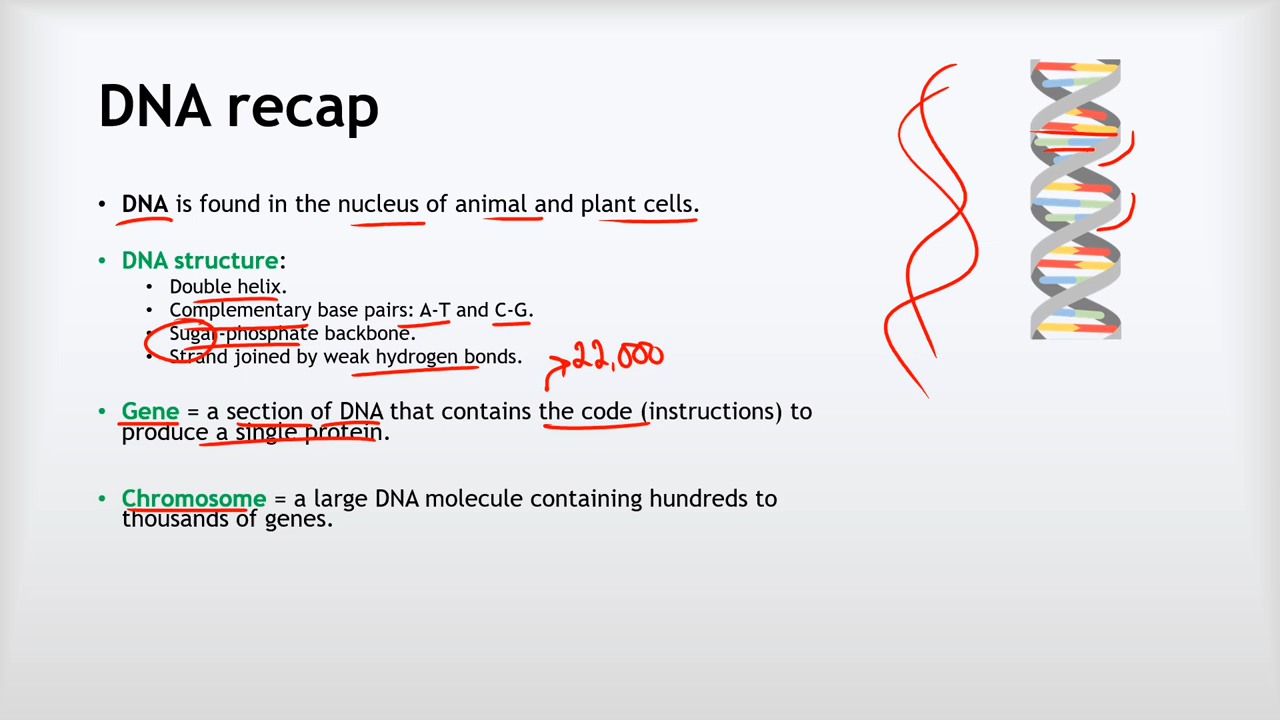 DNA recap
• DNA is found in the nucleus of animal and plant cells.
• DNA structure:
• Double helix.
• Complementary base pairs: A-T and C-G.
• Sugar-phosphate backbone.
• Strand joined by weak hydrogen bonds.
22,000
• Gene = a section of DNA that contains the code (instructions) to
produce a single protein.
• Chromosome = a large DNA molecule containing hundreds to
thousands of genes.